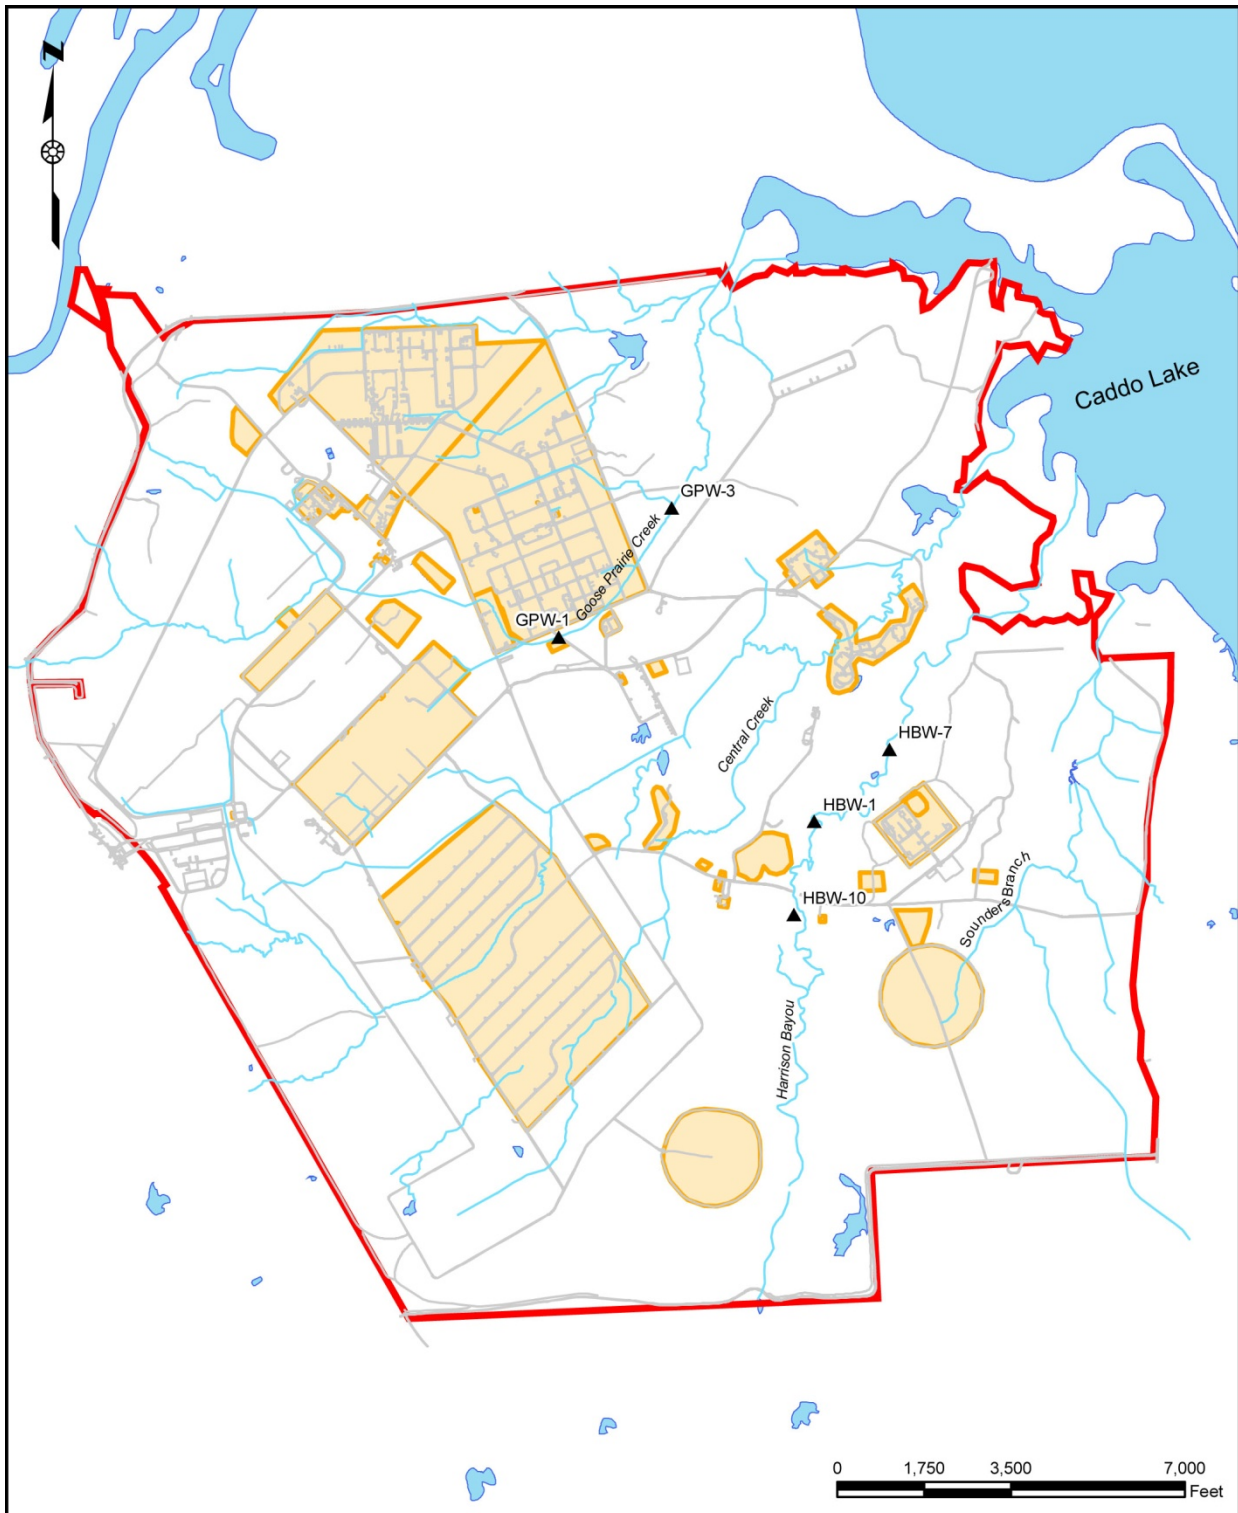 N
Caddo Lake
GPW-3
Goose Prairie Creek
GPW-1
Central Creek
HBW-7
HBW-1
HBW-10
Sounders Branch
Harrison Bayou
0 1,750 3,500 7,000
Feet